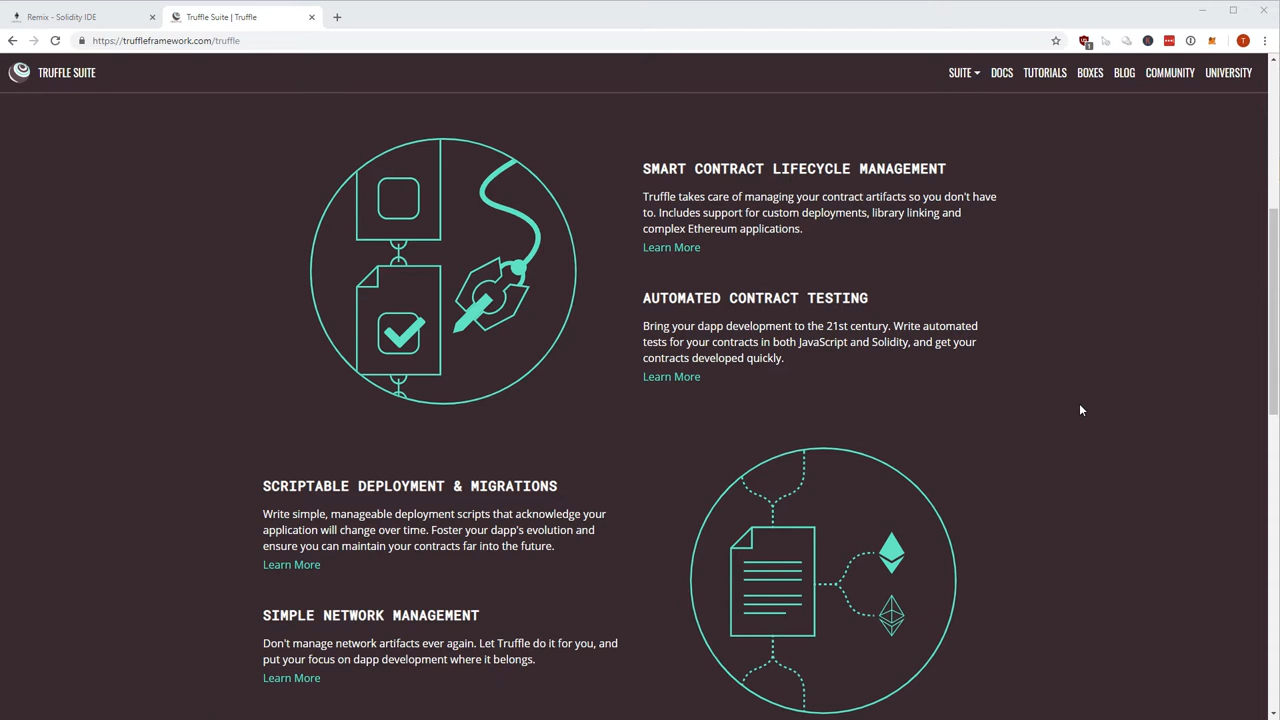 Remix - Solidity IDE
Truffle Suite | Truffle
https://truffleframework.com/truffle
1
T
TRUFFLE SUITE
SUITE
DOCS
TUTORIALS
BOXES
BLOG
COMMUNITY
UNIVERSITY
SMART CONTRACT LIFECYCLE MANAGEMENT
Truffle takes care of managing your contract artifacts so you don't have
to. Includes support for custom deployments, library linking and
complex Ethereum applications.
Learn More
AUTOMATED CONTRACT TESTING
Bring your dapp development to the 21st century. Write automated
tests for your contracts in both JavaScript and Solidity, and get your
contracts developed quickly.
Learn More
SCRIPTABLE DEPLOYMENT & MIGRATIONS
Write simple, manageable deployment scripts that acknowledge your
application will change over time. Foster your dapp's evolution and
ensure you can maintain your contracts far into the future.
Learn More
SIMPLE NETWORK MANAGEMENT
Don't manage network artifacts ever again. Let Truffle do it for you, and
put your focus on dapp development where it belongs.
Learn More